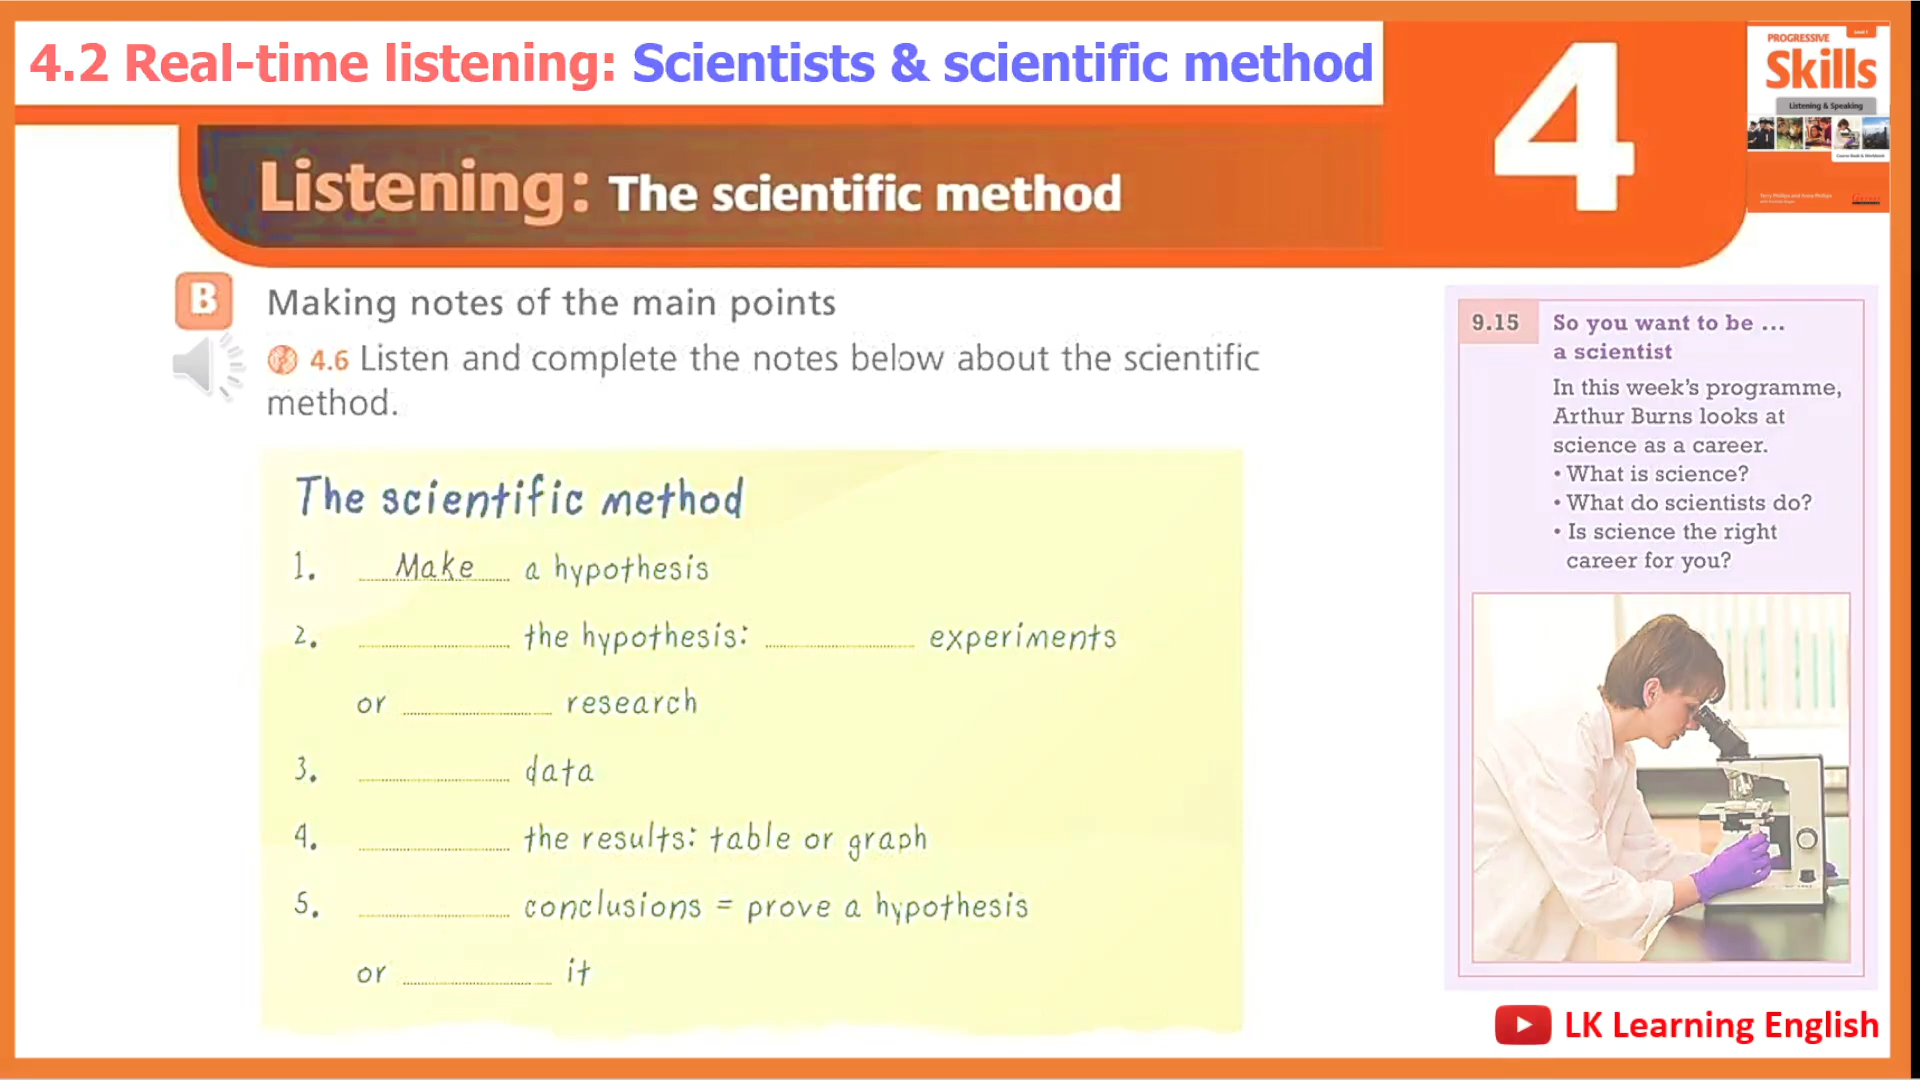 4.2 Real-time listening: Scientists & scientific method
4
PROGRESSIVE
Skills
Listening & Speaking
Listening: The scientific method
B Making notes of the main points
4.6 Listen and complete the notes below about the scientific
method.
The scientific method
1. Make a hypothesis
2. the hypothesis: experiments
or research
3. data
4. the results: table or graph
5. conclusions = prove a hypothesis
or it
9.15 So you want to be ...
a scientist
In this week's programme,
Arthur Burns looks at
science as a career.
• What is science?
• What do scientists do?
• Is science the right
career for you?
LK Learning English